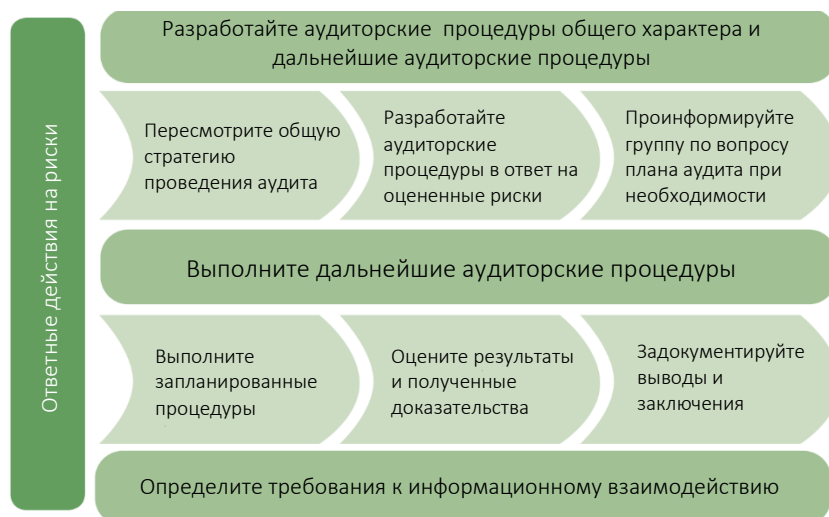 Ответные действия на риски
Разработайте аудиторские процедуры общего характера и
дальнейшие аудиторские процедуры
Пересмотрите общую
стратегию
проведения аудита
Разработайте
аудиторские
процедуры в ответ на
оцененные риски
Проинформируйте
группу по вопросу
плана аудита при
необходимости
Выполните дальнейшие аудиторские процедуры
Выполните
запланированные
процедуры
Оцените результаты
и полученные
доказательства
Задокументируйте
выводы и
заключения
Определите требования к информационному взаимодействию